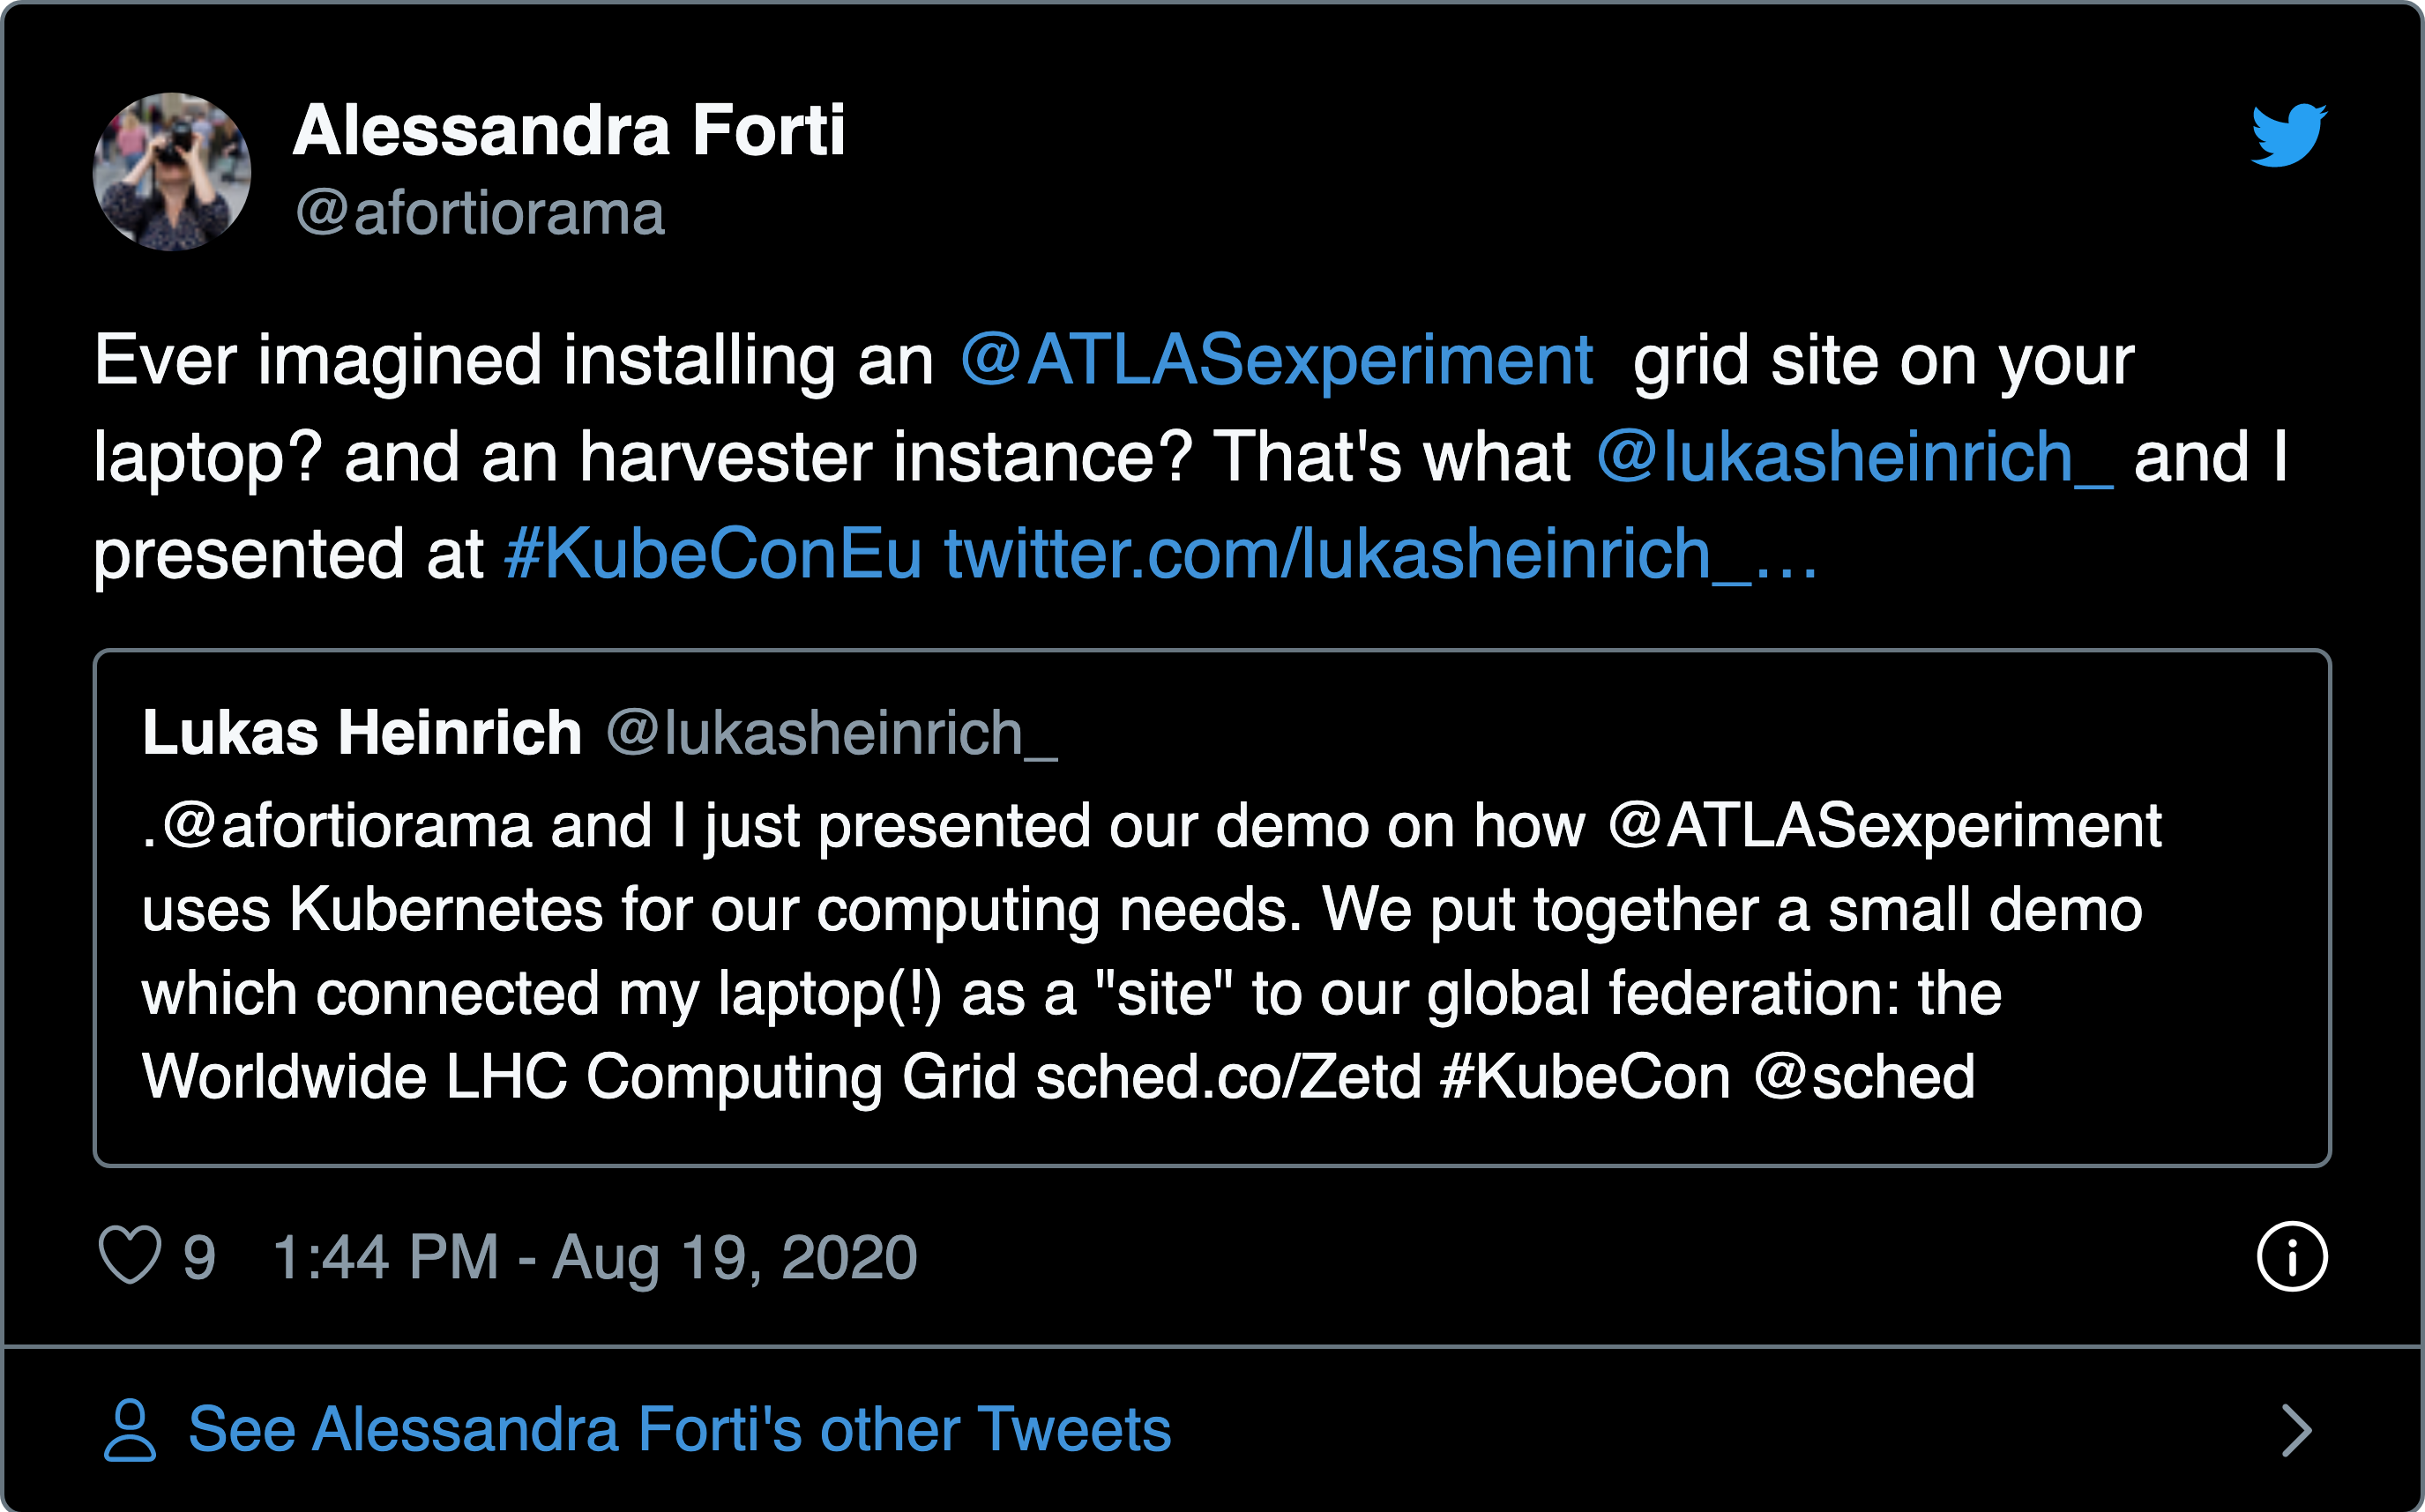 Alessandra Forti
@afortiorama
Ever imagined installing an @ATLASexperiment  grid site on your
laptop? and an harvester instance? That's what @lukasheinrich_ and I
presented at #KubeConEu twitter.com/lukasheinrich_…
Lukas Heinrich @lukasheinrich_
.@afortiorama and I just presented our demo on how @ATLASexperiment
uses Kubernetes for our computing needs. We put together a small demo
which connected my laptop(!) as a "site" to our global federation: the
Worldwide LHC Computing Grid sched.co/Zetd #KubeCon @sched
9 1:44 PM - Aug 19, 2020
See Alessandra Forti's other Tweets